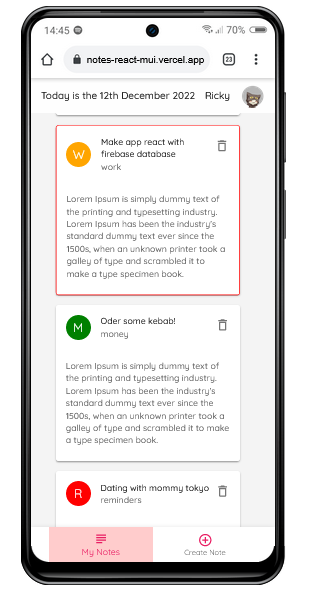 14:45
70%
notes-react-mui.vercel.app
23
Today is the 12th December 2022 Ricky
W
Make app react with
firebase database
work
Lorem Ipsum is simply dummy text of
the printing and typesetting industry.
Lorem Ipsum has been the industry's
standard dummy text ever since the
1500s, when an unknown printer took a
galley of type and scrambled it to
make a type specimen book.
M
Oder some kebab!
money
Lorem Ipsum is simply dummy text of
the printing and typesetting industry.
Lorem Ipsum has been the industry's
standard dummy text ever since the
1500s, when an unknown printer took a
galley of type and scrambled it to make
a type specimen book.
R
Dating with mommy tokyo
reminders
My Notes
Create Note